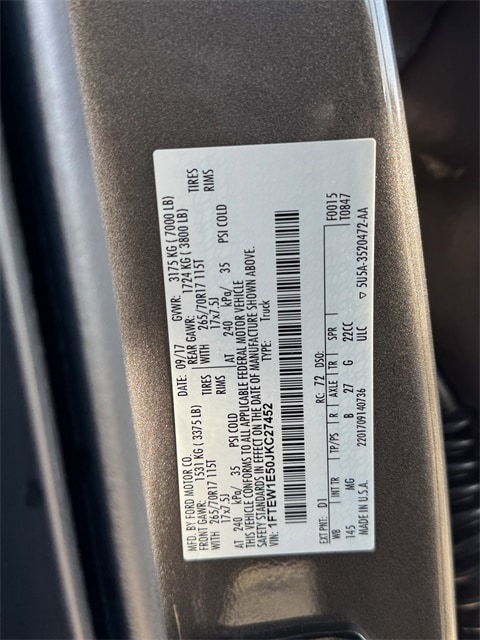 MFD. BY FORD MOTOR CO.
DATE: 09/17 GVWR: 3175 KG ( 7000 LB)
FRONT GAWR: 1531 KG ( 3375 LB) REAR GAWR: 1724 KG ( 3800 LB)
WITH 265/70R17 115T TIRES WITH 265/70R17 115T TIRES
17x7.5J RIMS 17x7.5J RIMS
AT 240 kPa/ 35 PSI COLD AT 240 kPa/ 35 PSI COLD
THIS VEHICLE CONFORMS TO ALL APPLICABLE FEDERAL MOTOR VEHICLE
SAFETY STANDARDS IN EFFECT ON THE DATE OF MANUFACTURE SHOWN ABOVE.
VIN: 1FTEW1E50JKC27452 TYPE: Truck
F0015
T0847
EXT PNT: D1 RC: 72 DSO:
WB INT TR TP/PS R AXLE TR SPR
145 MG B 27 G 22CC
2201709140736 ULC
MADE IN U.S.A. ▽ 5U5A-3520472-AA